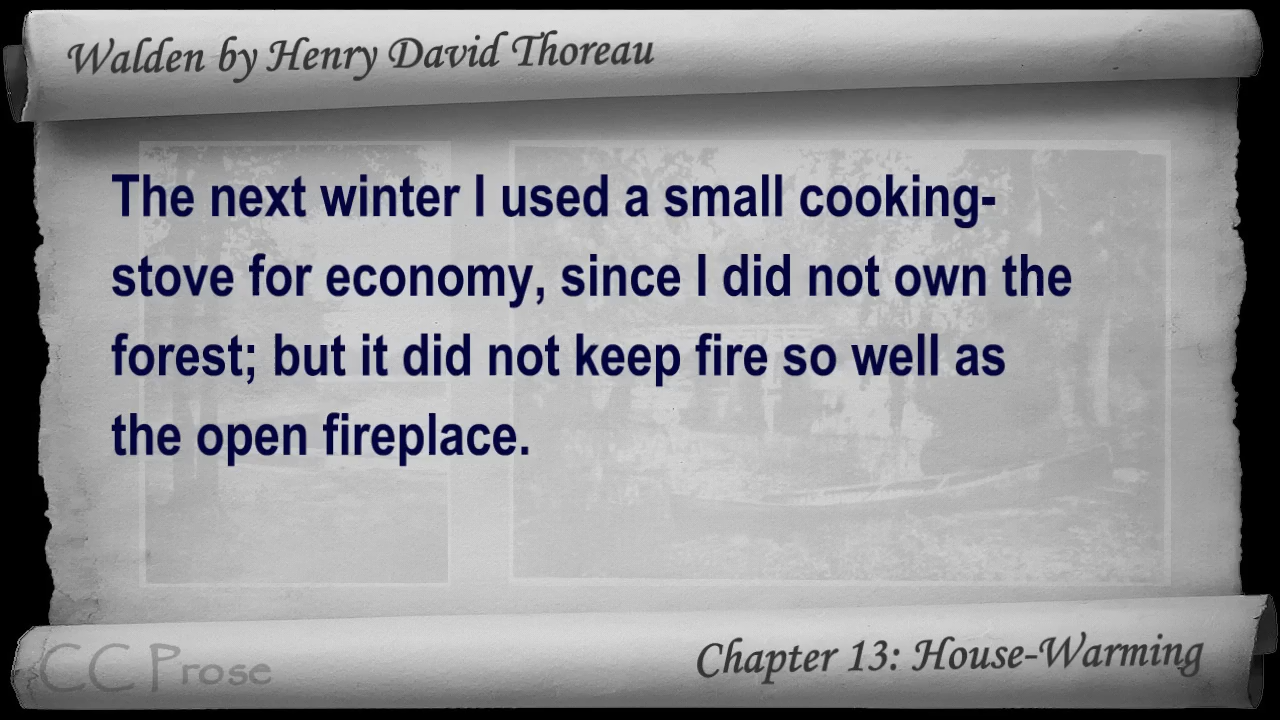 Walden by Henry David Thoreau
The next winter I used a small cooking-
stove for economy, since I did not own the
forest; but it did not keep fire so well as
the open fireplace.
CC Prose
Chapter 13: House-Warming